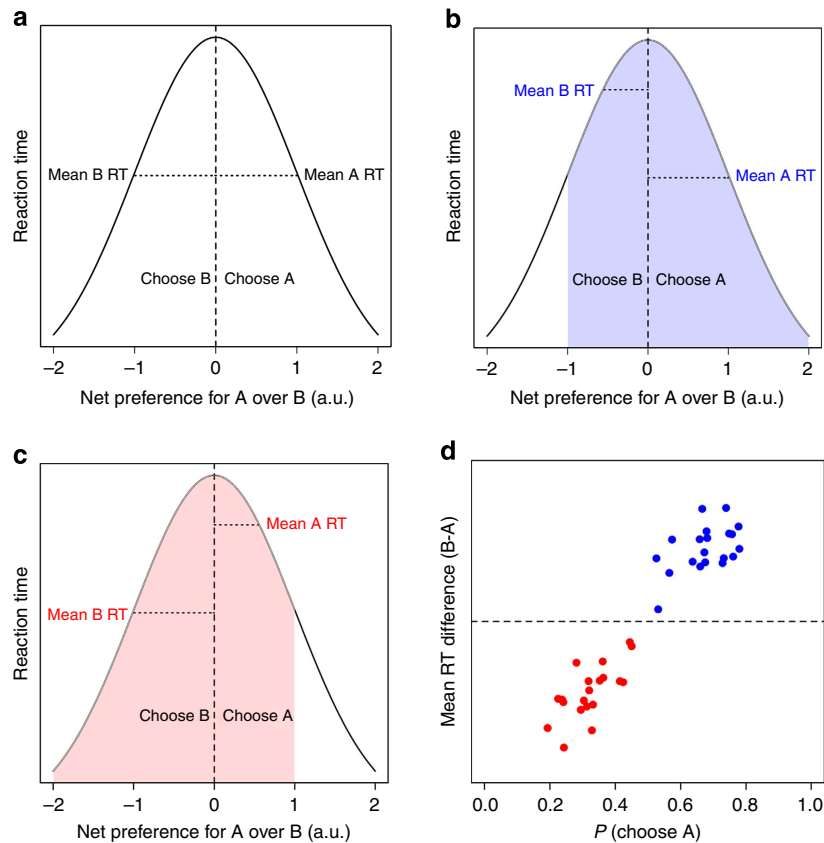 a
Reaction time
Mean B RT
Mean A RT
Choose B
Choose A
−2
−1
0
1
2
Net preference for A over B (a.u.)
b
Reaction time
Mean B RT
Mean A RT
Choose B
Choose A
−2
−1
0
1
2
Net preference for A over B (a.u.)
c
Reaction time
Mean A RT
Mean B RT
Choose B
Choose A
−2
−1
0
1
2
Net preference for A over B (a.u.)
d
Mean RT difference (B-A)
0.0
0.2
0.4
0.6
0.8
1.0
P (choose A)